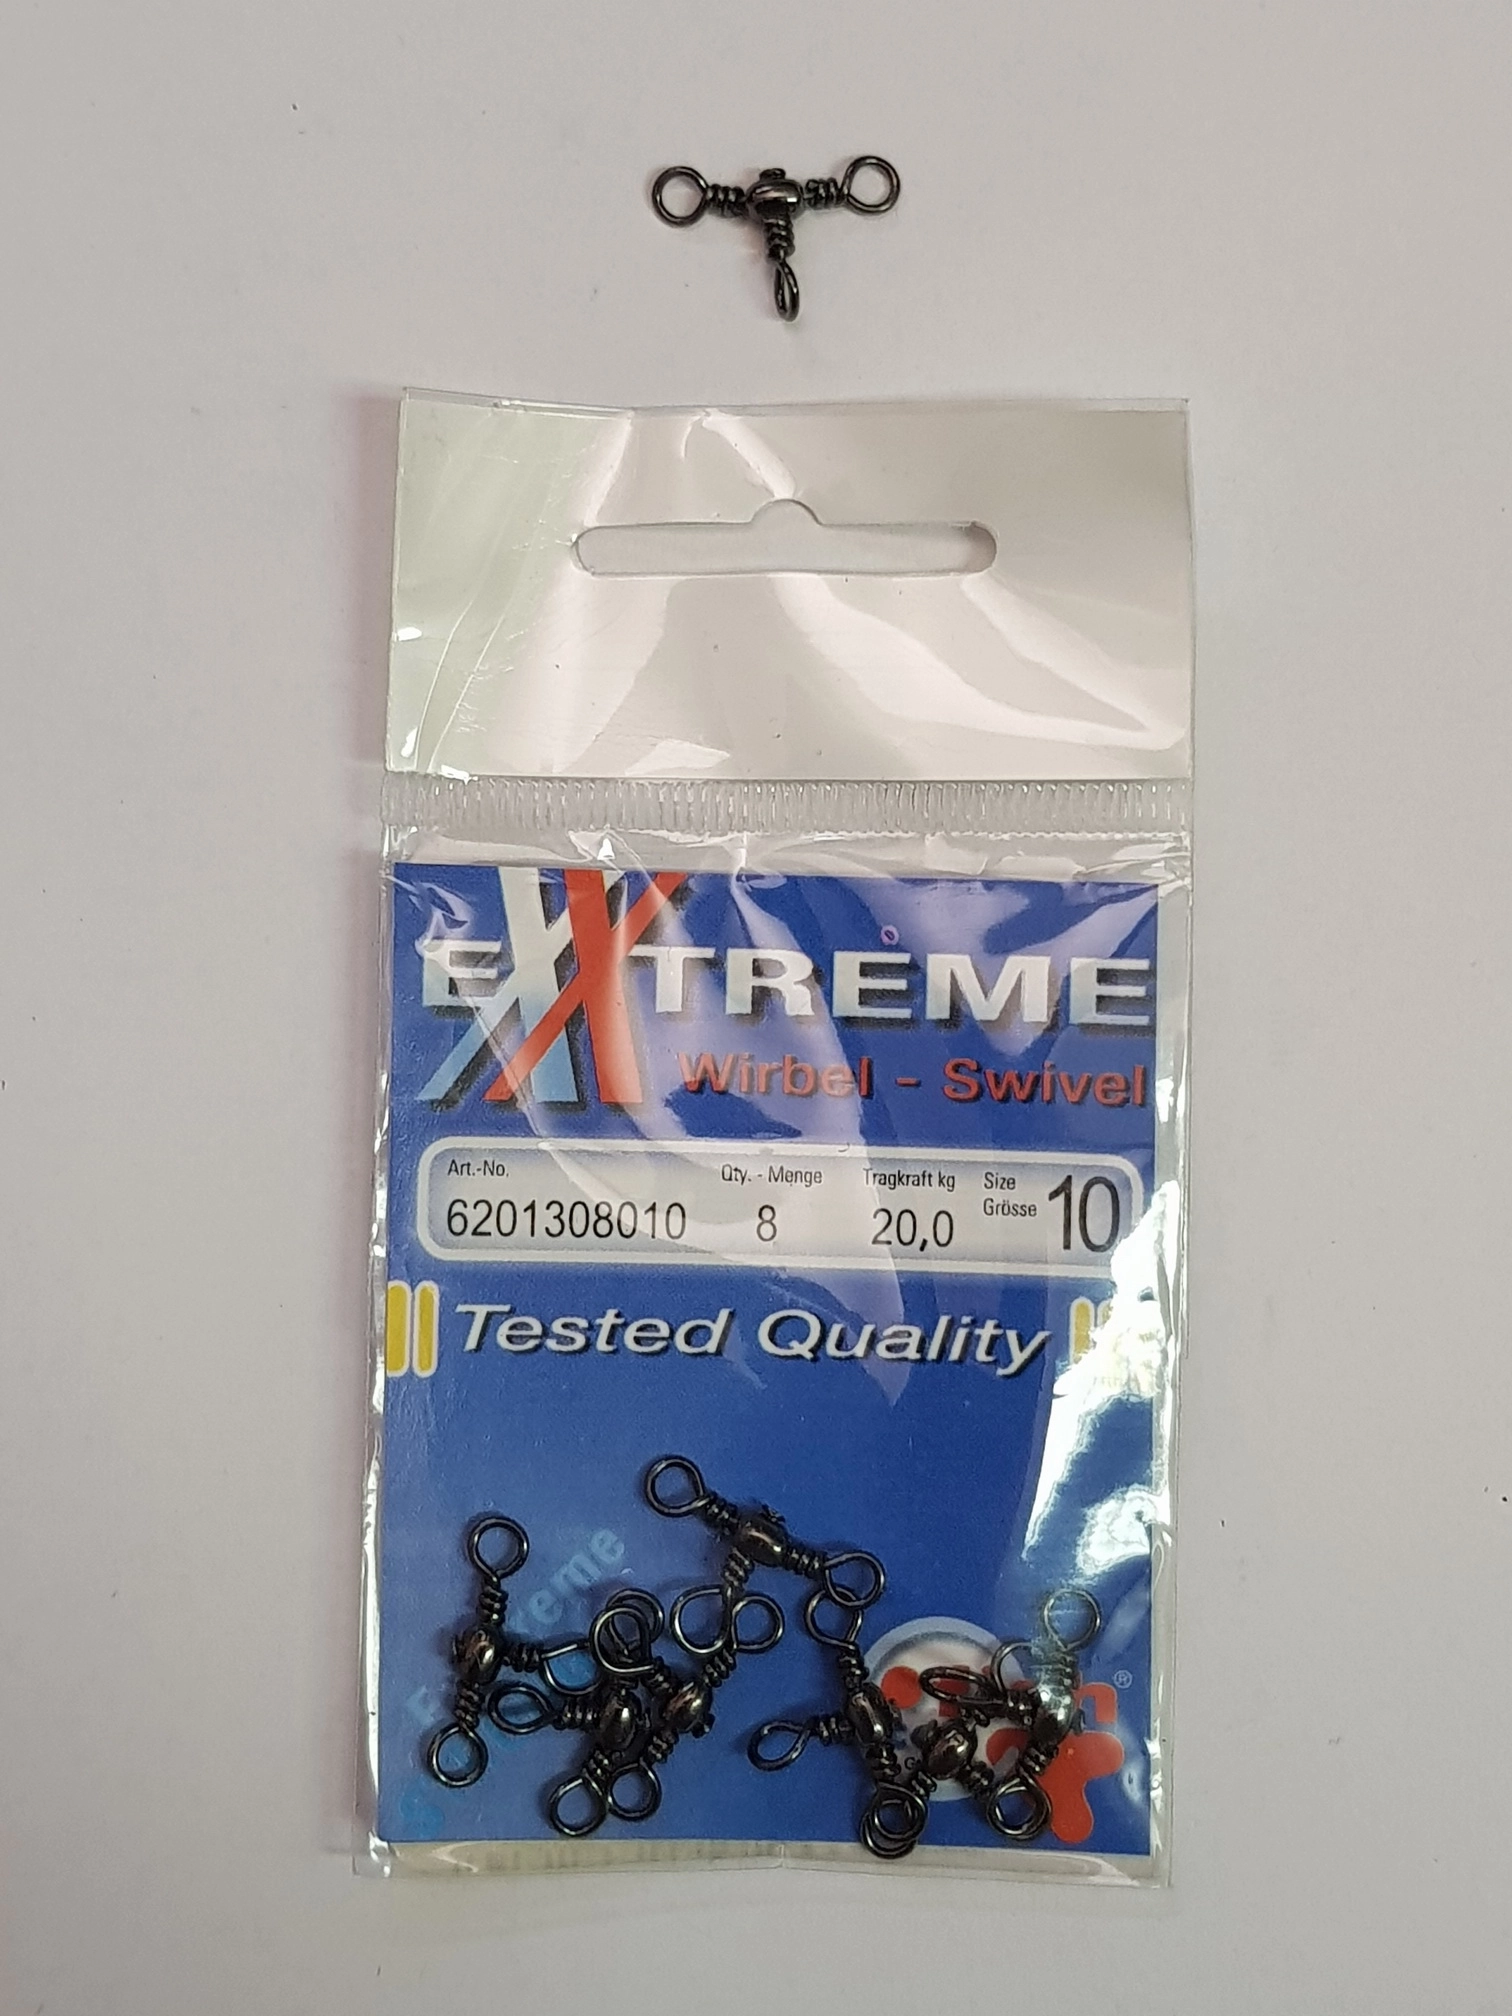 EXTREME
Wirbel - Swivel
Art.-No. Qty. - Menge Tragkraft kg Size
Grösse
6201308010 8 20,0 10
Tested Quality